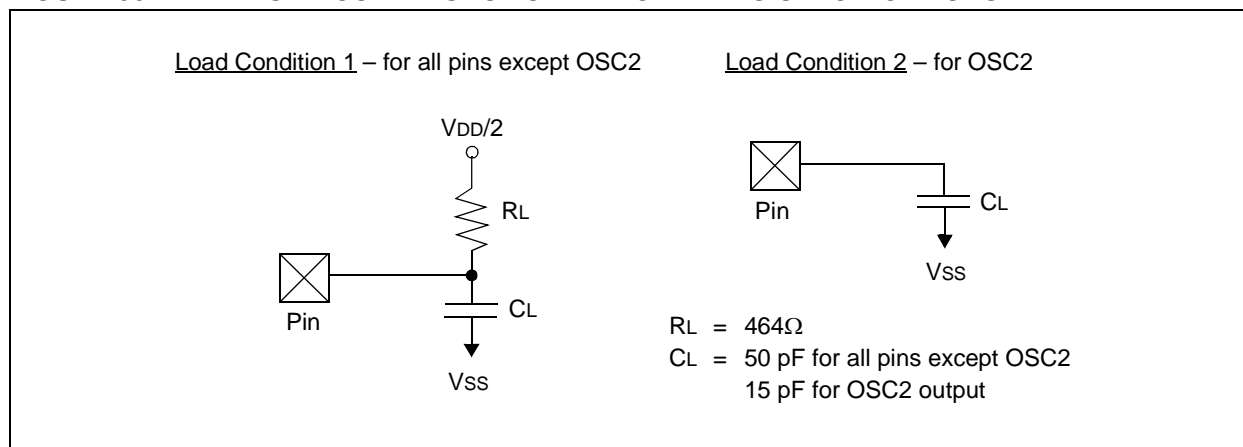 Load Condition 1 – for all pins except OSC2
Load Condition 2 – for OSC2
VDD/2
RL
CL
Pin
VSS
CL
Pin
VSS
RL = 464Ω
CL = 50 pF for all pins except OSC2
15 pF for OSC2 output